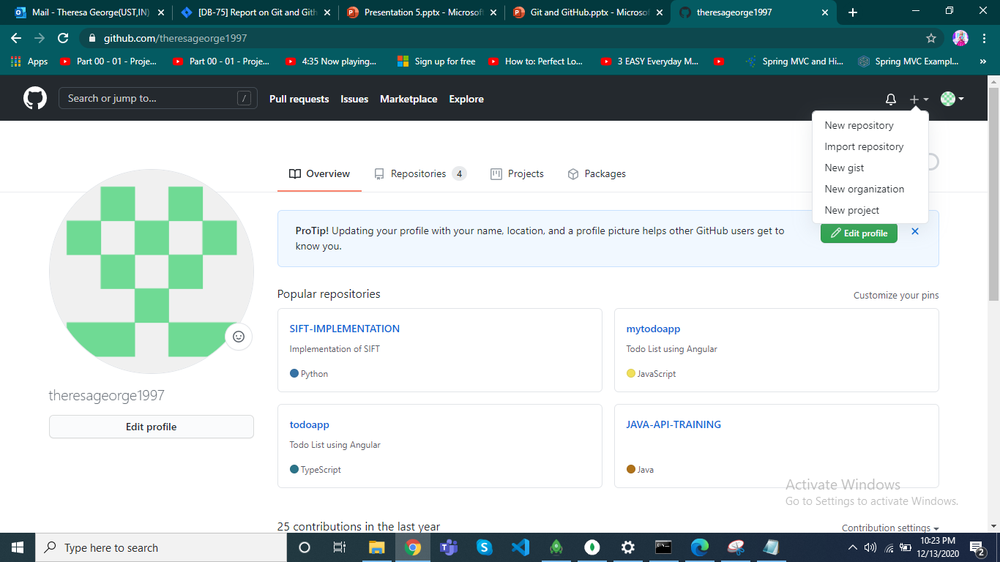 Mail - Theresa George(UST,IN)
[DB-75] Report on Git and Gith
Presentation 5.pptx - Microsof
Git and GitHub.pptx - Microsof
theresageorge1997
github.com/theresageorge1997
Apps
Part 00 - 01 - Proje...
Part 00 - 01 - Proje...
4:35 Now playing...
Sign up for free
How to: Perfect Lo...
3 EASY Everyday M...
Spring MVC and Hi...
Spring MVC Exampl...
»
Search or jump to...
/
Pull requests
Issues
Marketplace
Explore
New repository
Import repository
New gist
New organization
New project
Overview
Repositories 4
Projects
Packages
ProTip! Updating your profile with your name, location, and a profile picture helps other GitHub users get to
know you.
Edit profile
Popular repositories
Customize your pins
SIFT-IMPLEMENTATION
Implementation of SIFT
Python
mytodoapp
Todo List using Angular
JavaScript
theresageorge1997
Edit profile
todoapp
Todo List using Angular
TypeScript
JAVA-API-TRAINING
Java
Activate Windows
Go to Settings to activate Windows.
25 contributions in the last year
Contribution settings
Type here to search
10:23 PM
12/13/2020
2